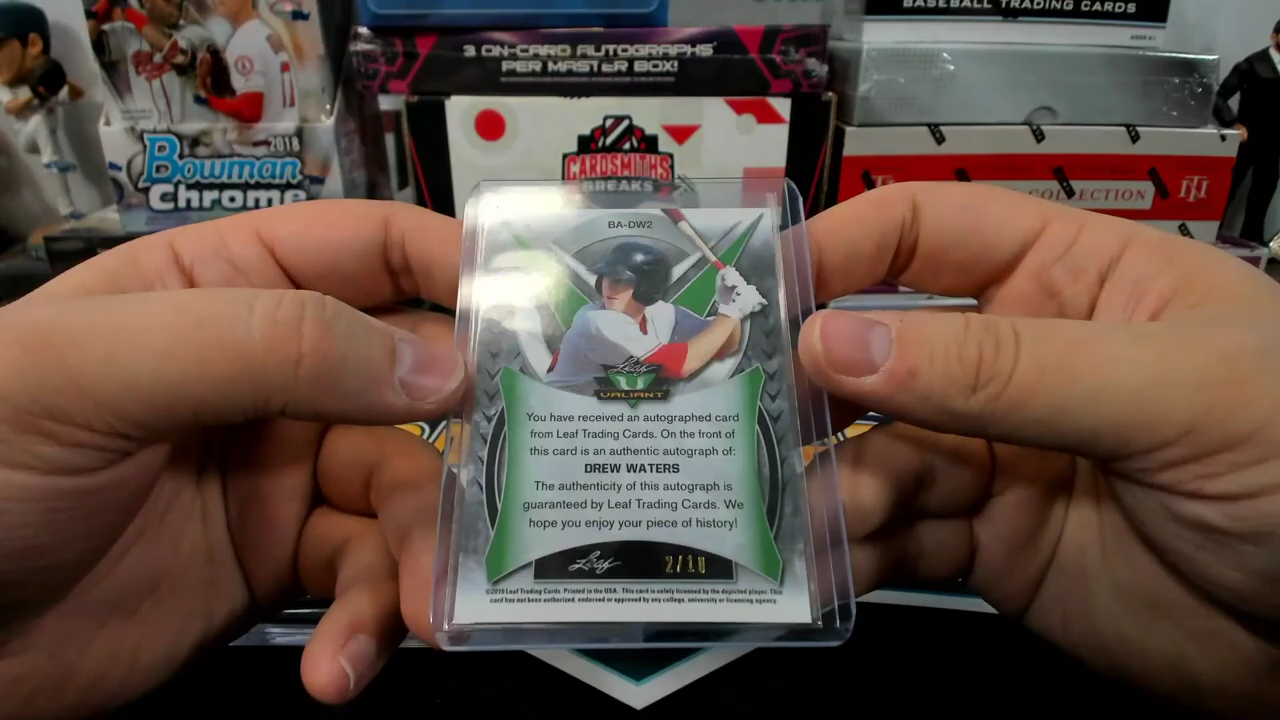 BASEBALL TRADING CARDS
3 ON-CARD AUTOGRAPHS
PER MASTER BOX!
2018
Bowman
Chrome
CARDSMITHS
BREAKS
COLLECTION
BA-DW2
Leaf
VALIANT
You have received an autographed card
from Leaf Trading Cards. On the front of
this card is an authentic autograph of:
DREW WATERS
The authenticity of this autograph is
guaranteed by Leaf Trading Cards. We
hope you enjoy your piece of history!
Leaf 2/10
©2019 Leaf Trading Cards. Printed in the USA. This card is solely licensed by the depicted player. This
card has not been authorized, endorsed or approved by any college, university or licensing agency.